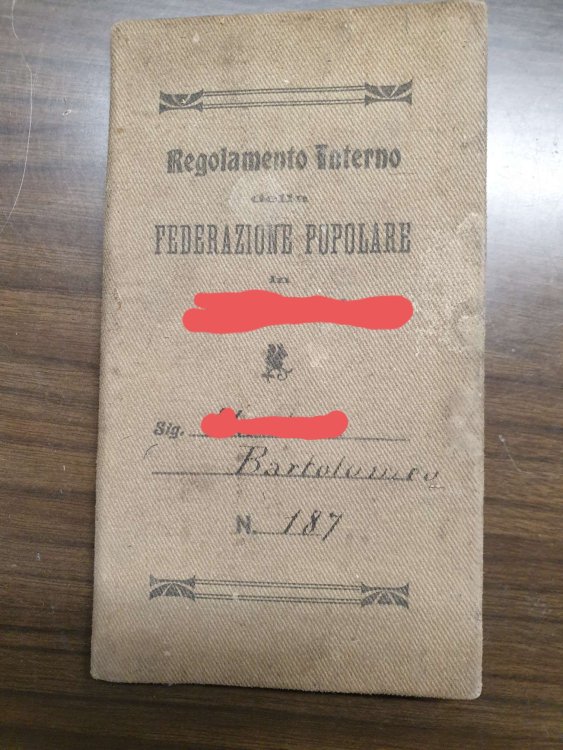 Regolamento Interno
della
FEDERAZIONE POPOLARE
in
Sig.
Bartolomeo
N. 187